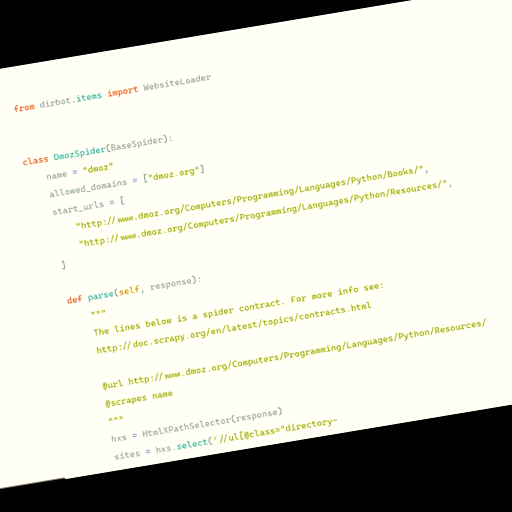 from dirbot.items import WebsiteLoader
class DmozSpider(BaseSpider):
name = "dmoz"
allowed_domains = ["dmoz.org"]
start_urls = [
"http://www.dmoz.org/Computers/Programming/Languages/Python/Books/",
"http://www.dmoz.org/Computers/Programming/Languages/Python/Resources/",
]
def parse(self, response):
"""
The lines below is a spider contract. For more info see:
http://doc.scrapy.org/en/latest/topics/contracts.html
@url http://www.dmoz.org/Computers/Programming/Languages/Python/Resources/
@scrapes name
"""
hxs = HtmlXPathSelector(response)
sites = hxs.select('//ul[@class="directory-